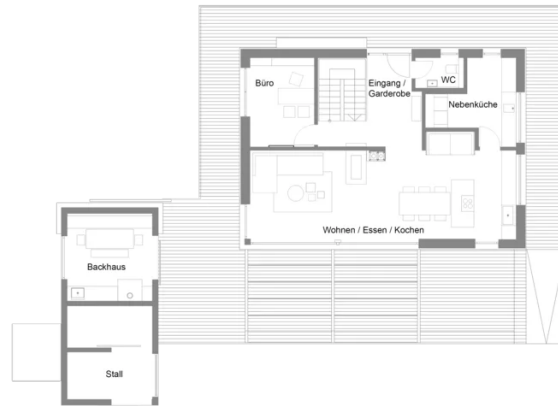 Büro
Eingang /
Garderobe
WC
Nebenküche
Wohnen / Essen / Kochen
Backhaus
Stall